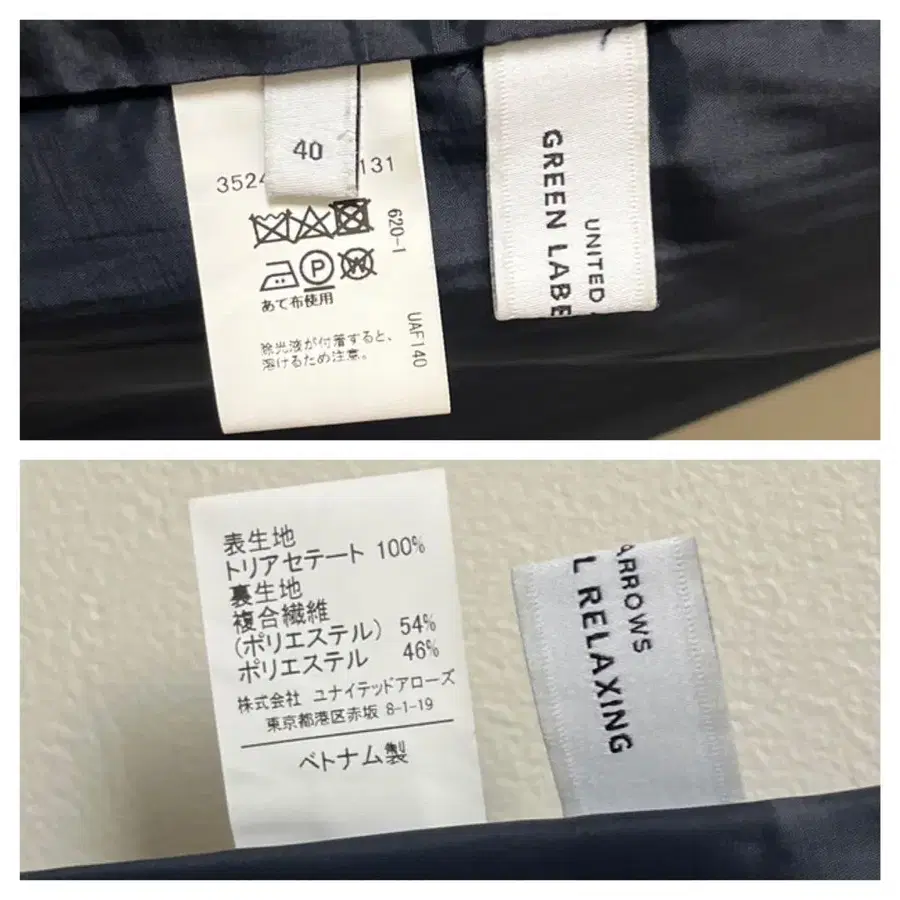 40
3524
131
620-1
P
W
あて布使用
除光液が付着すると、
溶けるため注意。
UAF140
UNITED
GREEN LABE
表生地
トリアセテート 100%
裏生地
複合繊維
(ポリエステル) 54%
ポリエステル 46%
株式会社 ユナイテッドアローズ
東京都港区赤坂 8-1-19
ベトナム製
ARROWS
L RELAXING